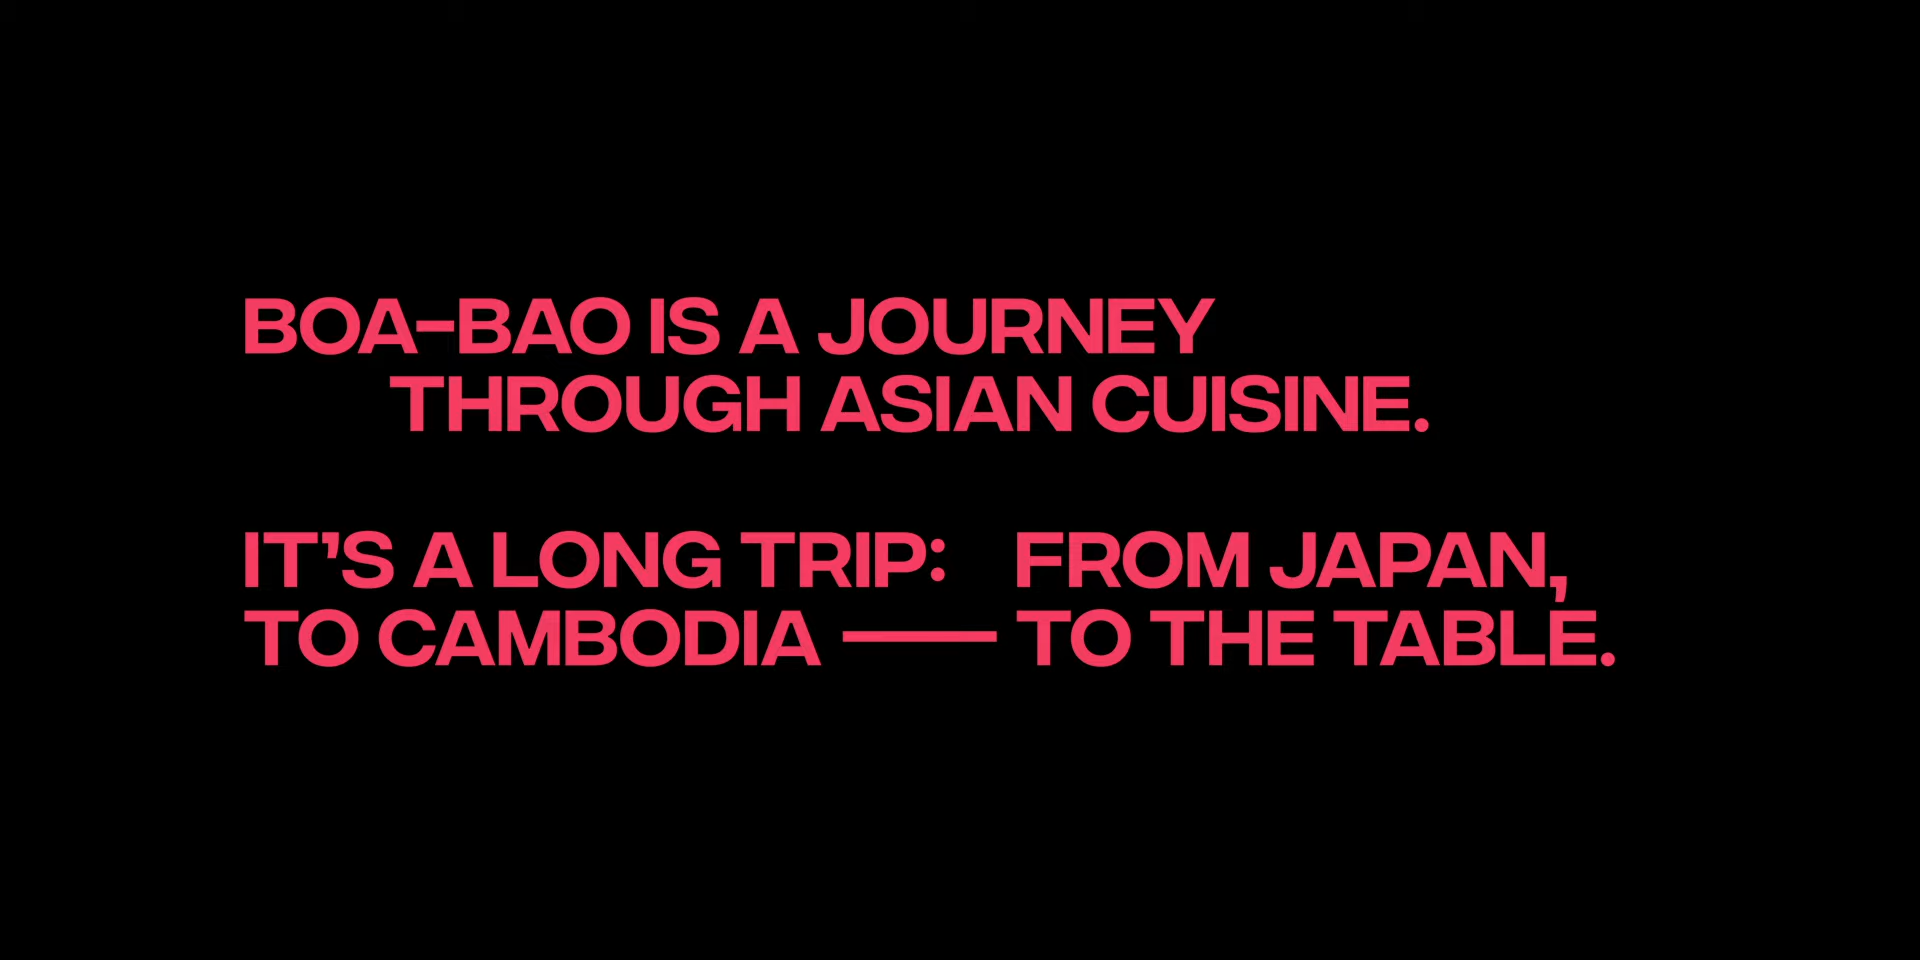 BOA-BAO IS A JOURNEY
THROUGH ASIAN CUISINE.
IT’S A LONG TRIP: FROM JAPAN,
TO CAMBODIA — TO THE TABLE.